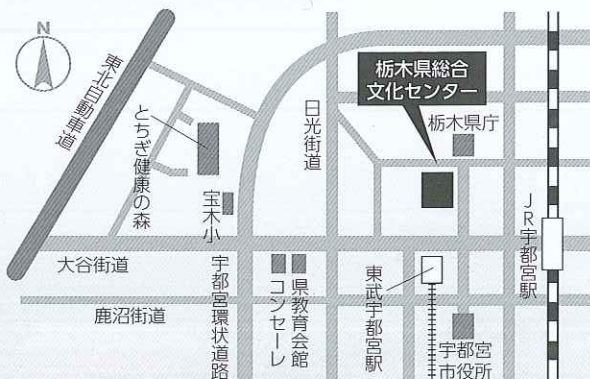 N
東北自動車道
とちぎ健康の森
宝木小
日光街道
栃木県総合
文化センター
栃木県庁
JR宇都宮駅
大谷街道
鹿沼街道
宇都宮環状道路
コンセーレ
県教育会館
東武宇都宮駅
宇都宮
市役所